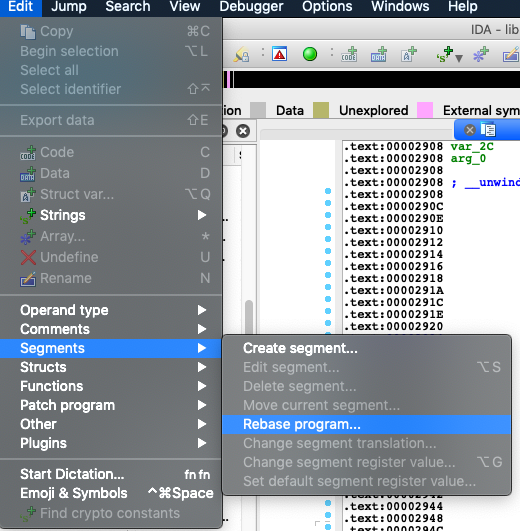 Edit Jump Search View Debugger Options Windows Help
IDA - lib
Copy ⌘C
Begin selection ⌥L
Select all
Select identifier ⇧⌤
Export data ⇧E
Code C
Data D
Struct var... ⌥Q
Strings ▶
Array... *
Undefine U
Rename N
Operand type ▶
Comments ▶
Segments ▶
Structs ▶
Functions ▶
Patch program ▶
Other ▶
Plugins ▶
Start Dictation... fn fn
Emoji & Symbols ^⌘Space
Find crypto constants
Create segment...
Edit segment... ⌥S
Delete segment...
Move current segment...
Rebase program...
Change segment translation...
Change segment register value... ⌥G
Set default segment register value...
Data Unexplored External sym
.text:00002908 var_2C
.text:00002908 arg_0
.text:00002908
.text:00002908 ; __unwind
.text:00002908
.text:0000290C
.text:0000290E
.text:00002910
.text:00002912
.text:00002914
.text:00002916
.text:00002918
.text:0000291A
.text:0000291C
.text:0000291E
.text:00002920
.text:00002944
.text:00002948